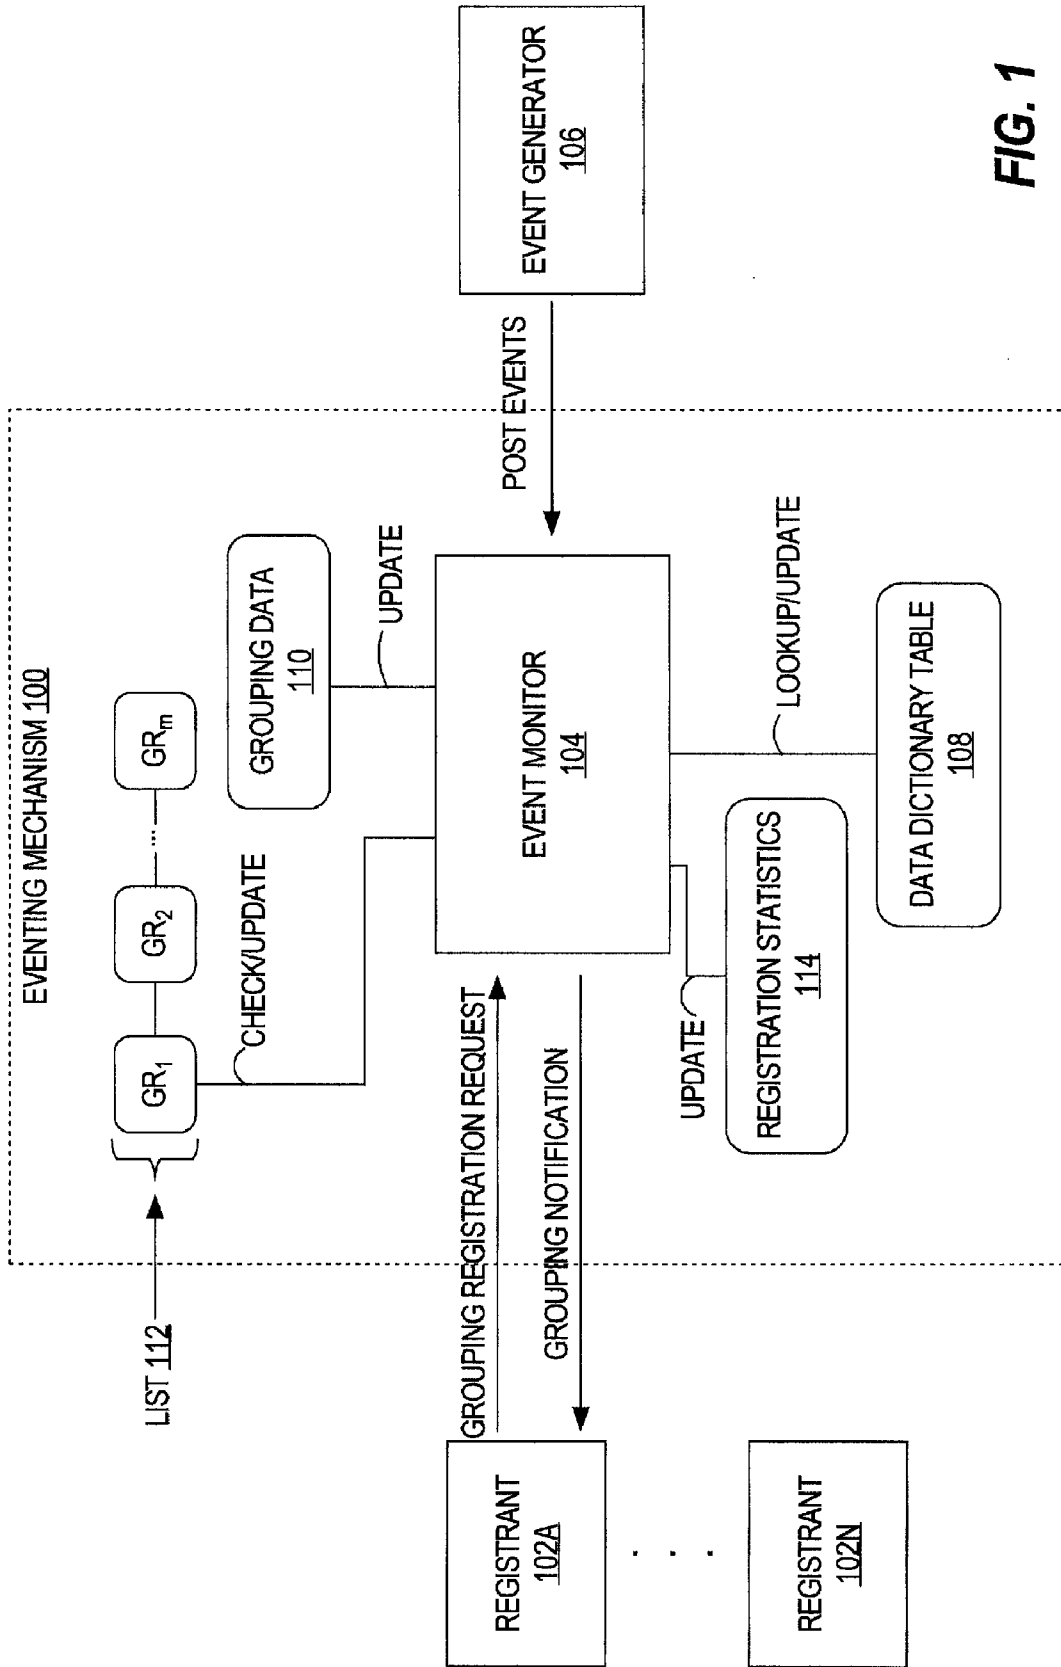 EVENTING MECHANISM 100
LIST 112
GR1
GR2
...
GRm
CHECK/UPDATE
GROUPING DATA
110
UPDATE
REGISTRANT
102A
GROUPING REGISTRATION REQUEST
GROUPING NOTIFICATION
EVENT MONITOR
104
POST EVENTS
EVENT GENERATOR
106
. . .
REGISTRANT
102N
UPDATE
REGISTRATION STATISTICS
114
LOOKUP/UPDATE
DATA DICTIONARY TABLE
108
FIG. 1